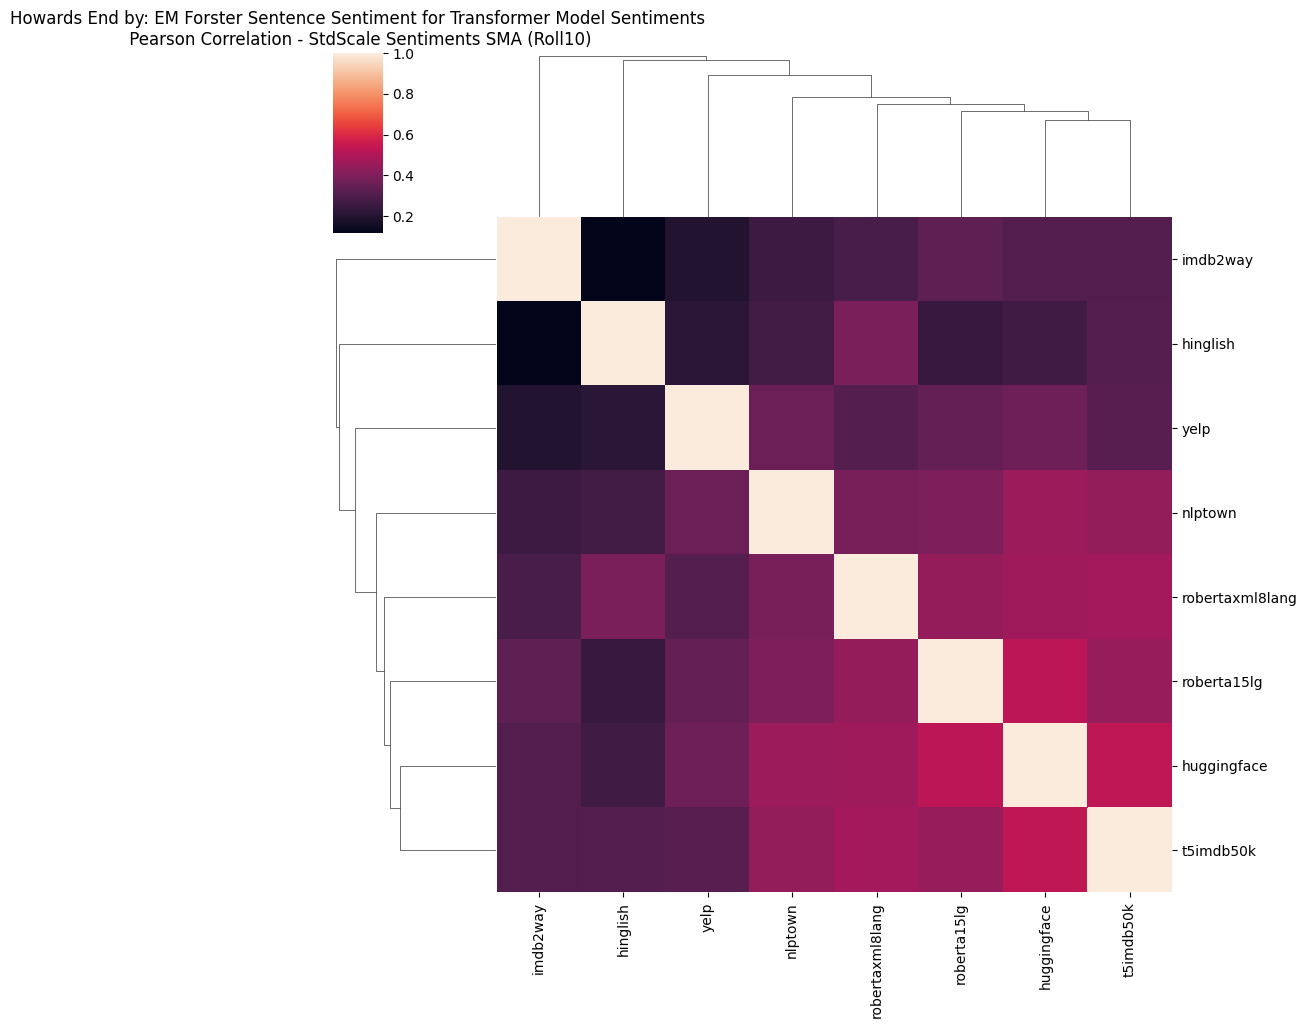 Howards End by: EM Forster Sentence Sentiment for Transformer Model Sentiments
Pearson Correlation - StdScale Sentiments SMA (Roll10)
1.0
0.8
0.6
0.4
0.2
imdb2way
hinglish
yelp
nlptown
robertaxml8lang
roberta15lg
huggingface
t5imdb50k
imdb2way
hinglish
yelp
nlptown
robertaxml8lang
roberta15lg
huggingface
t5imdb50k